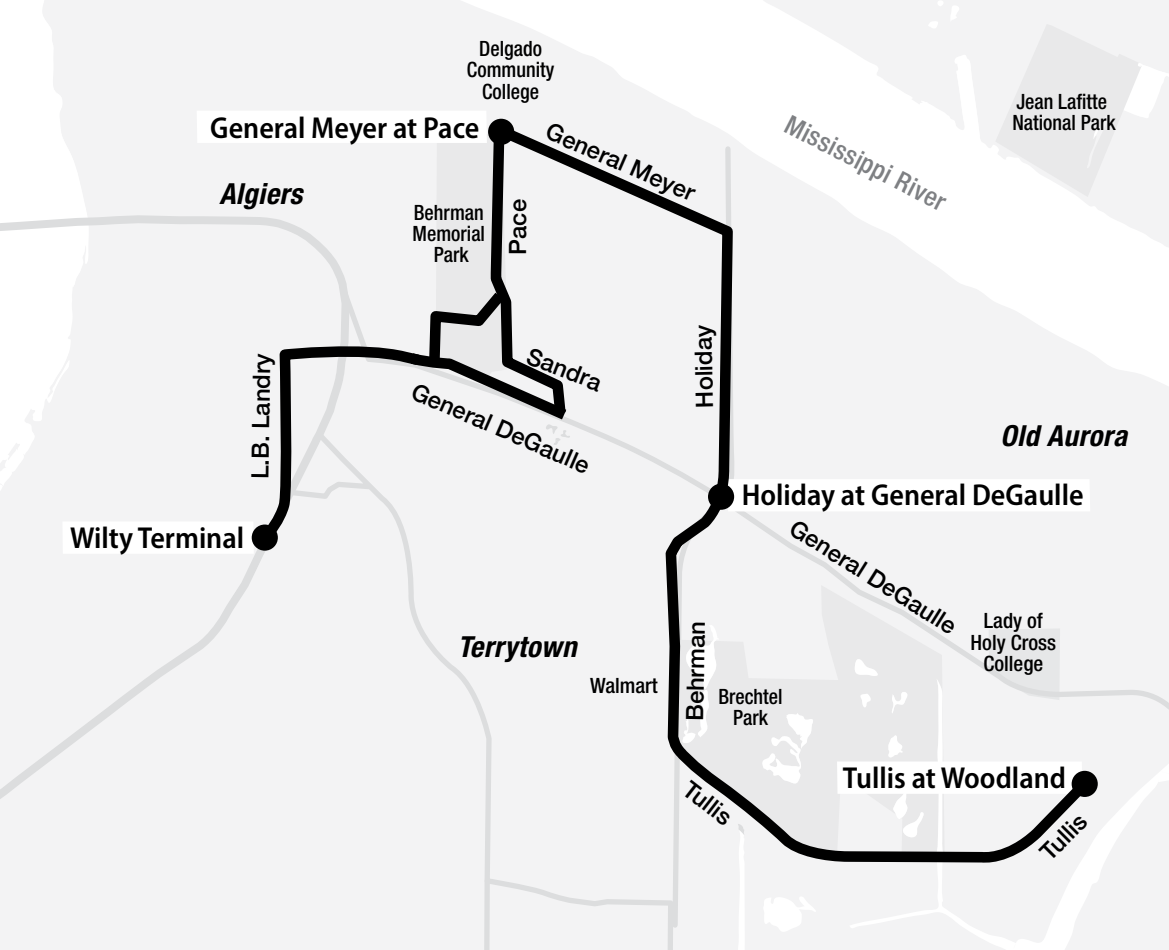 Delgado
Community
College
General Meyer at Pace
General Meyer
Jean Lafitte
National Park
Mississippi River
Algiers
Behrman
Memorial
Park
Pace
Holiday
L.B. Landry
Sandra
General DeGaulle
Old Aurora
Holiday at General DeGaulle
Wilty Terminal
General DeGaulle
Lady of
Holy Cross
College
Terrytown
Walmart
Behrman
Brechtel
Park
Tullis at Woodland
Tullis
Tullis